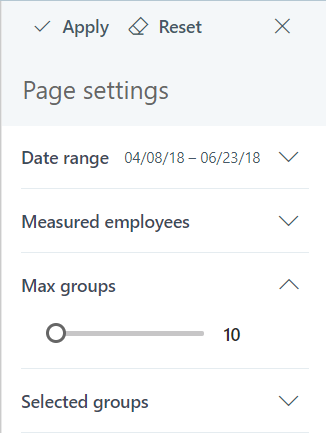 Apply Reset
Page settings
Date range 04/08/18 – 06/23/18
Measured employees
Max groups
10
Selected groups